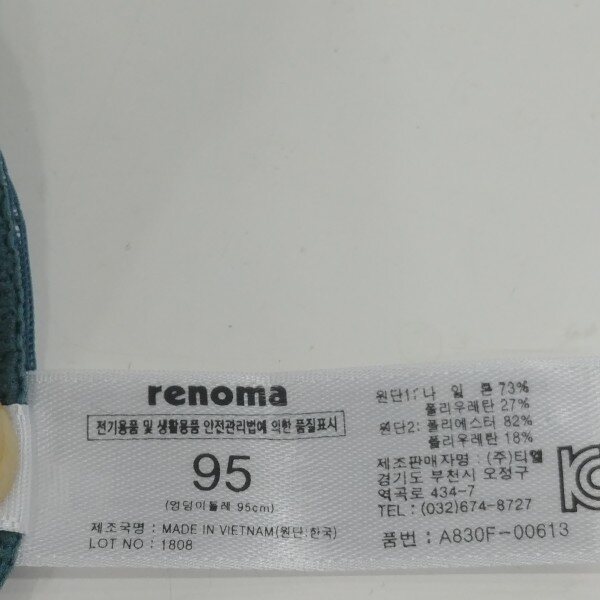 renoma
전기용품 및 생활용품 안전관리법에 의한 품질표시
95
(엉덩이둘레 95cm)
제조국명 : MADE IN VIETNAM(원단:한국)
LOT NO : 1808
원단1: 나 일 론 73%
폴리우레탄 27%
원단2: 폴리에스터 82%
폴리우레탄 18%
제조판매자명 : (주)티엘
경기도 부천시 오정구
역곡로 434-7
TEL : (032)674-8727
품번 : A830F-00613